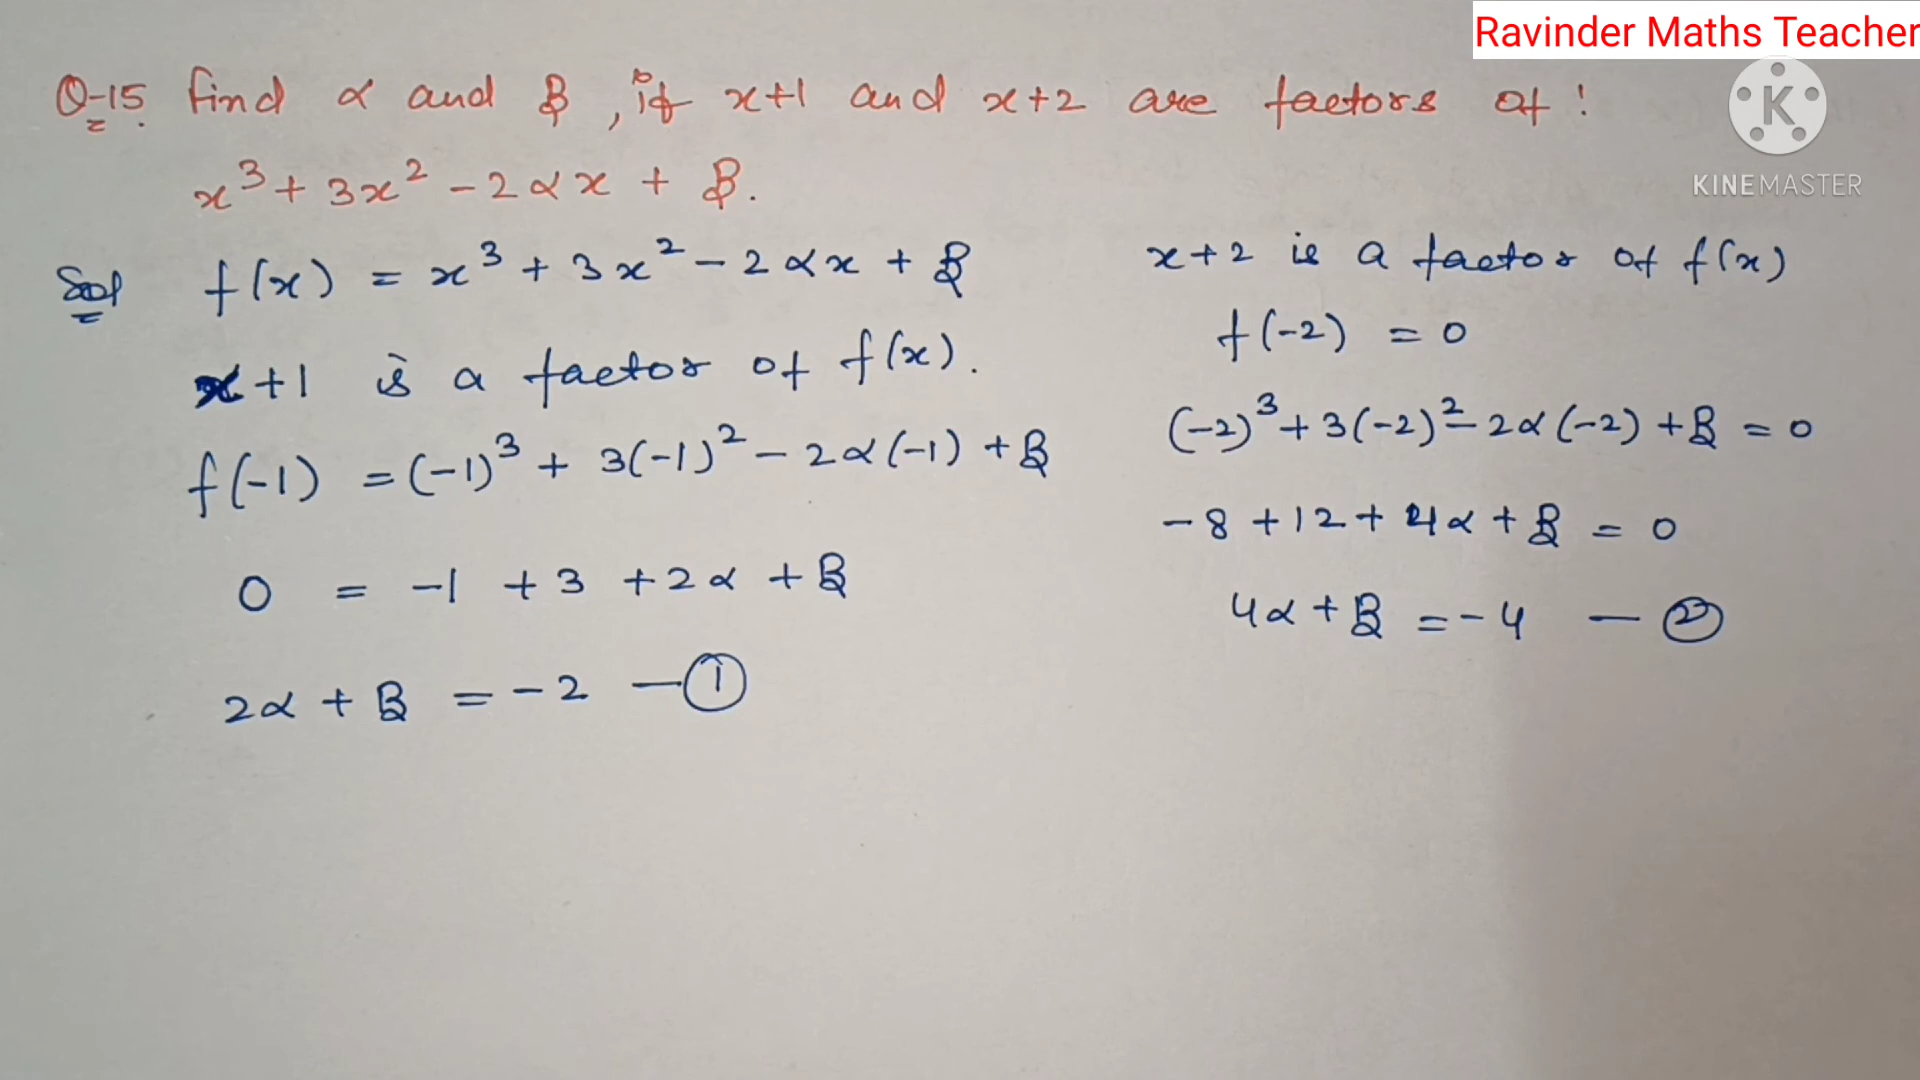 Ravinder Maths Teacher
Q-15. find α and β, if x+1 and x+2 are factors of :
x³ + 3x² - 2αx + β.
KINEMASTER
Sol f(x) = x³ + 3x² - 2αx + β
x+1 is a factor of f(x).
f(-1) = (-1)³ + 3(-1)² - 2α(-1) + β
0 = -1 + 3 + 2α + β
2α + β = -2 — ①
x+2 is a factor of f(x)
f(-2) = 0
(-2)³ + 3(-2)² - 2α(-2) + β = 0
-8 + 12 + 4α + β = 0
4α + β = -4 — ②